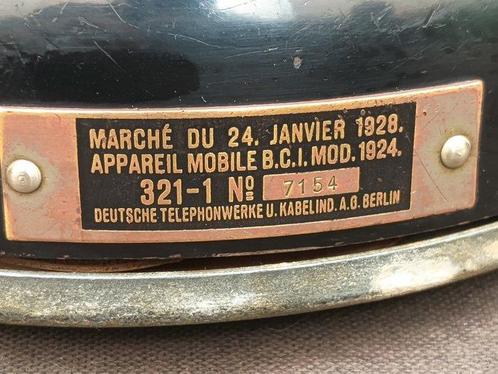 MARCHÉ DU 24. JANVIER 1928.
APPAREIL MOBILE B.C.I. MOD. 1924.
321-1 Nº 7154
DEUTSCHE TELEPHONWERKE U. KABELIND. A.G. BERLIN